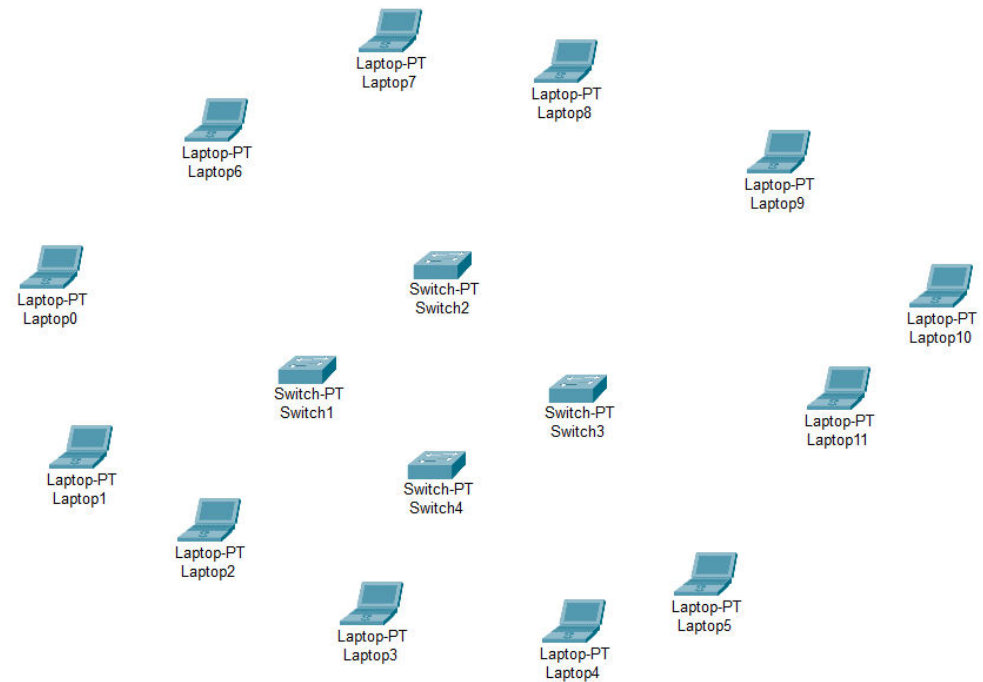 Laptop-PT
Laptop7
Laptop-PT
Laptop8
Laptop-PT
Laptop6
Laptop-PT
Laptop9
Laptop-PT
Laptop0
Switch-PT
Switch2
Laptop-PT
Laptop10
Switch-PT
Switch1
Switch-PT
Switch3
Laptop-PT
Laptop11
Laptop-PT
Laptop1
Switch-PT
Switch4
Laptop-PT
Laptop2
Laptop-PT
Laptop5
Laptop-PT
Laptop3
Laptop-PT
Laptop4